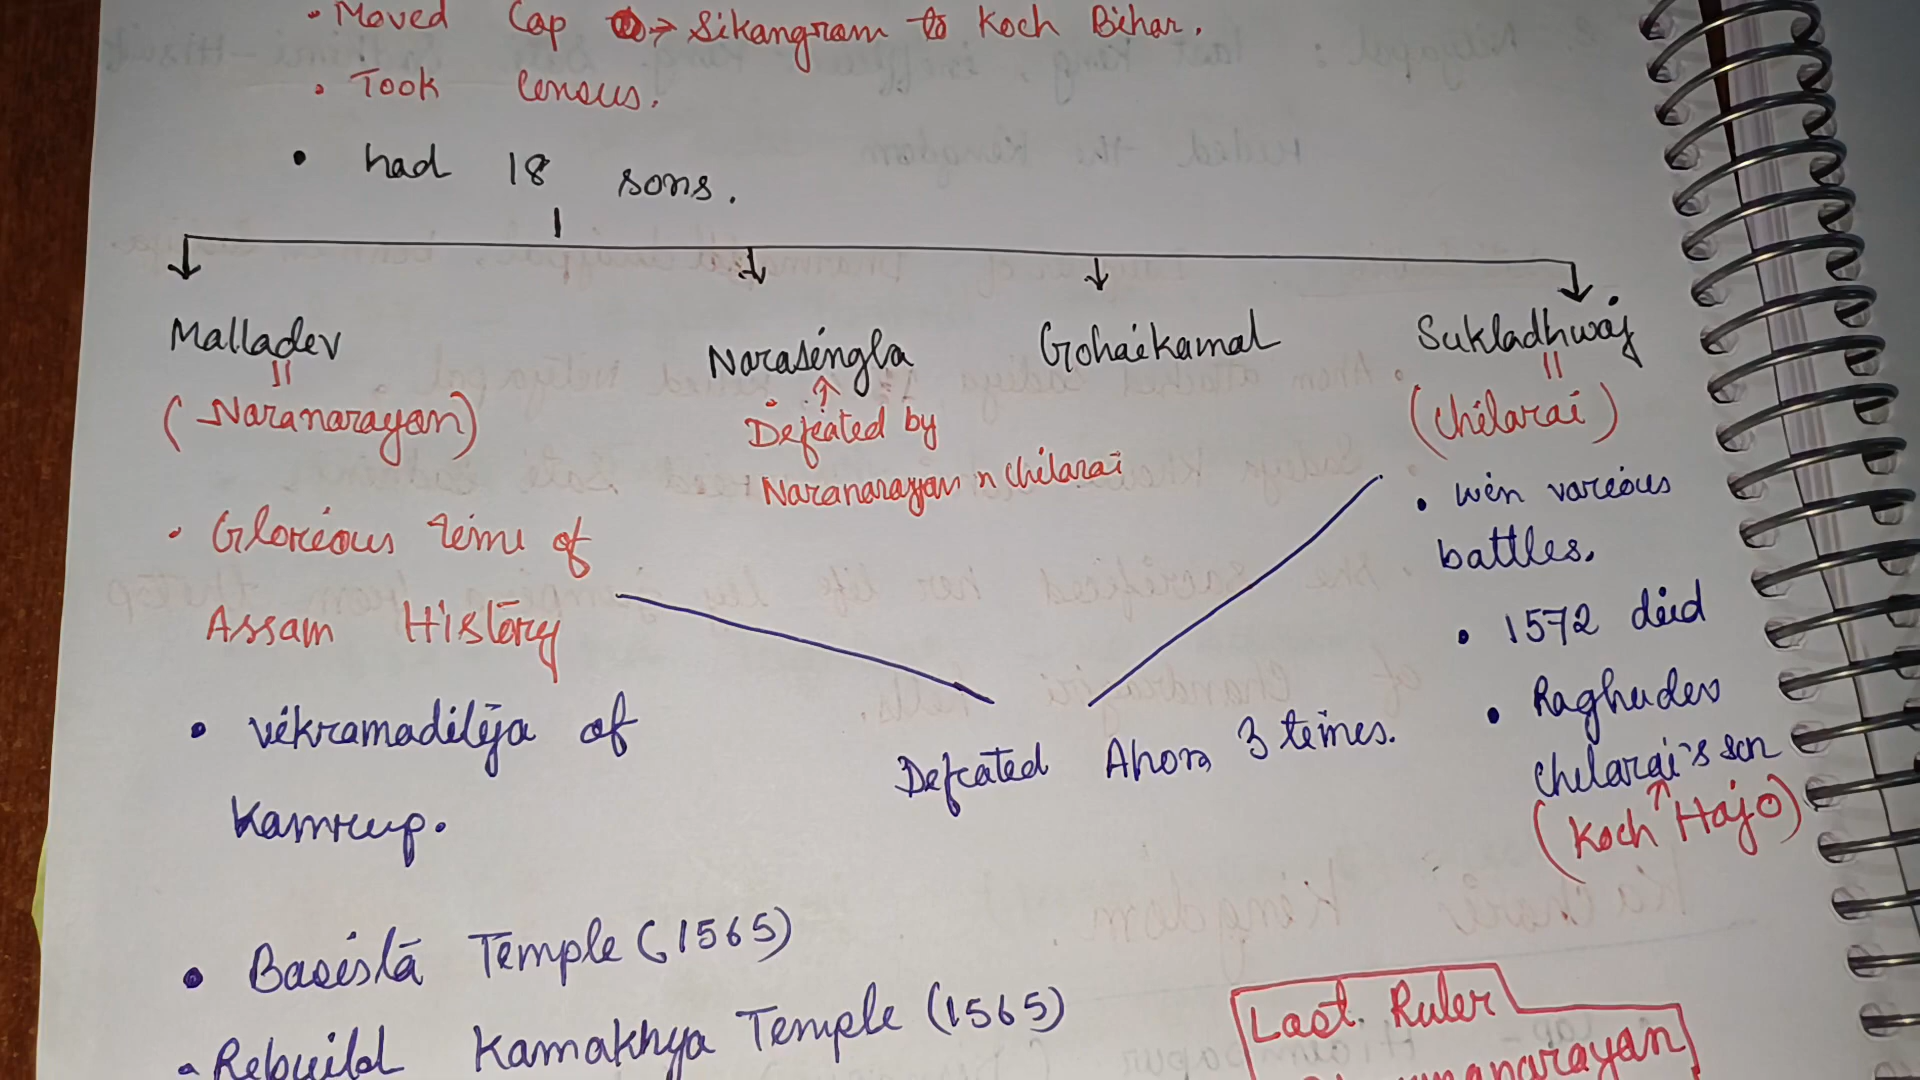 • Moved Cap → Sikangram to Koch Bihar.
• Took Census.
• had 18 sons.
Malladev Narasingha Gohaikamal Sukladhwaj
(Naranarayan) Defeated by (Chilarai)
Naranarayan n Chilarai
• win various
battles.
• Glorious time of
Assam History
• 1572 died
• Raghudev
Chilarai's son
(Koch Hajo)
• Vikramaditya of
Kamrup.
Defeated Ahom 3 times.
• Basista Temple (1565)
• Rebuild Kamakhya Temple (1565)
Last Ruler